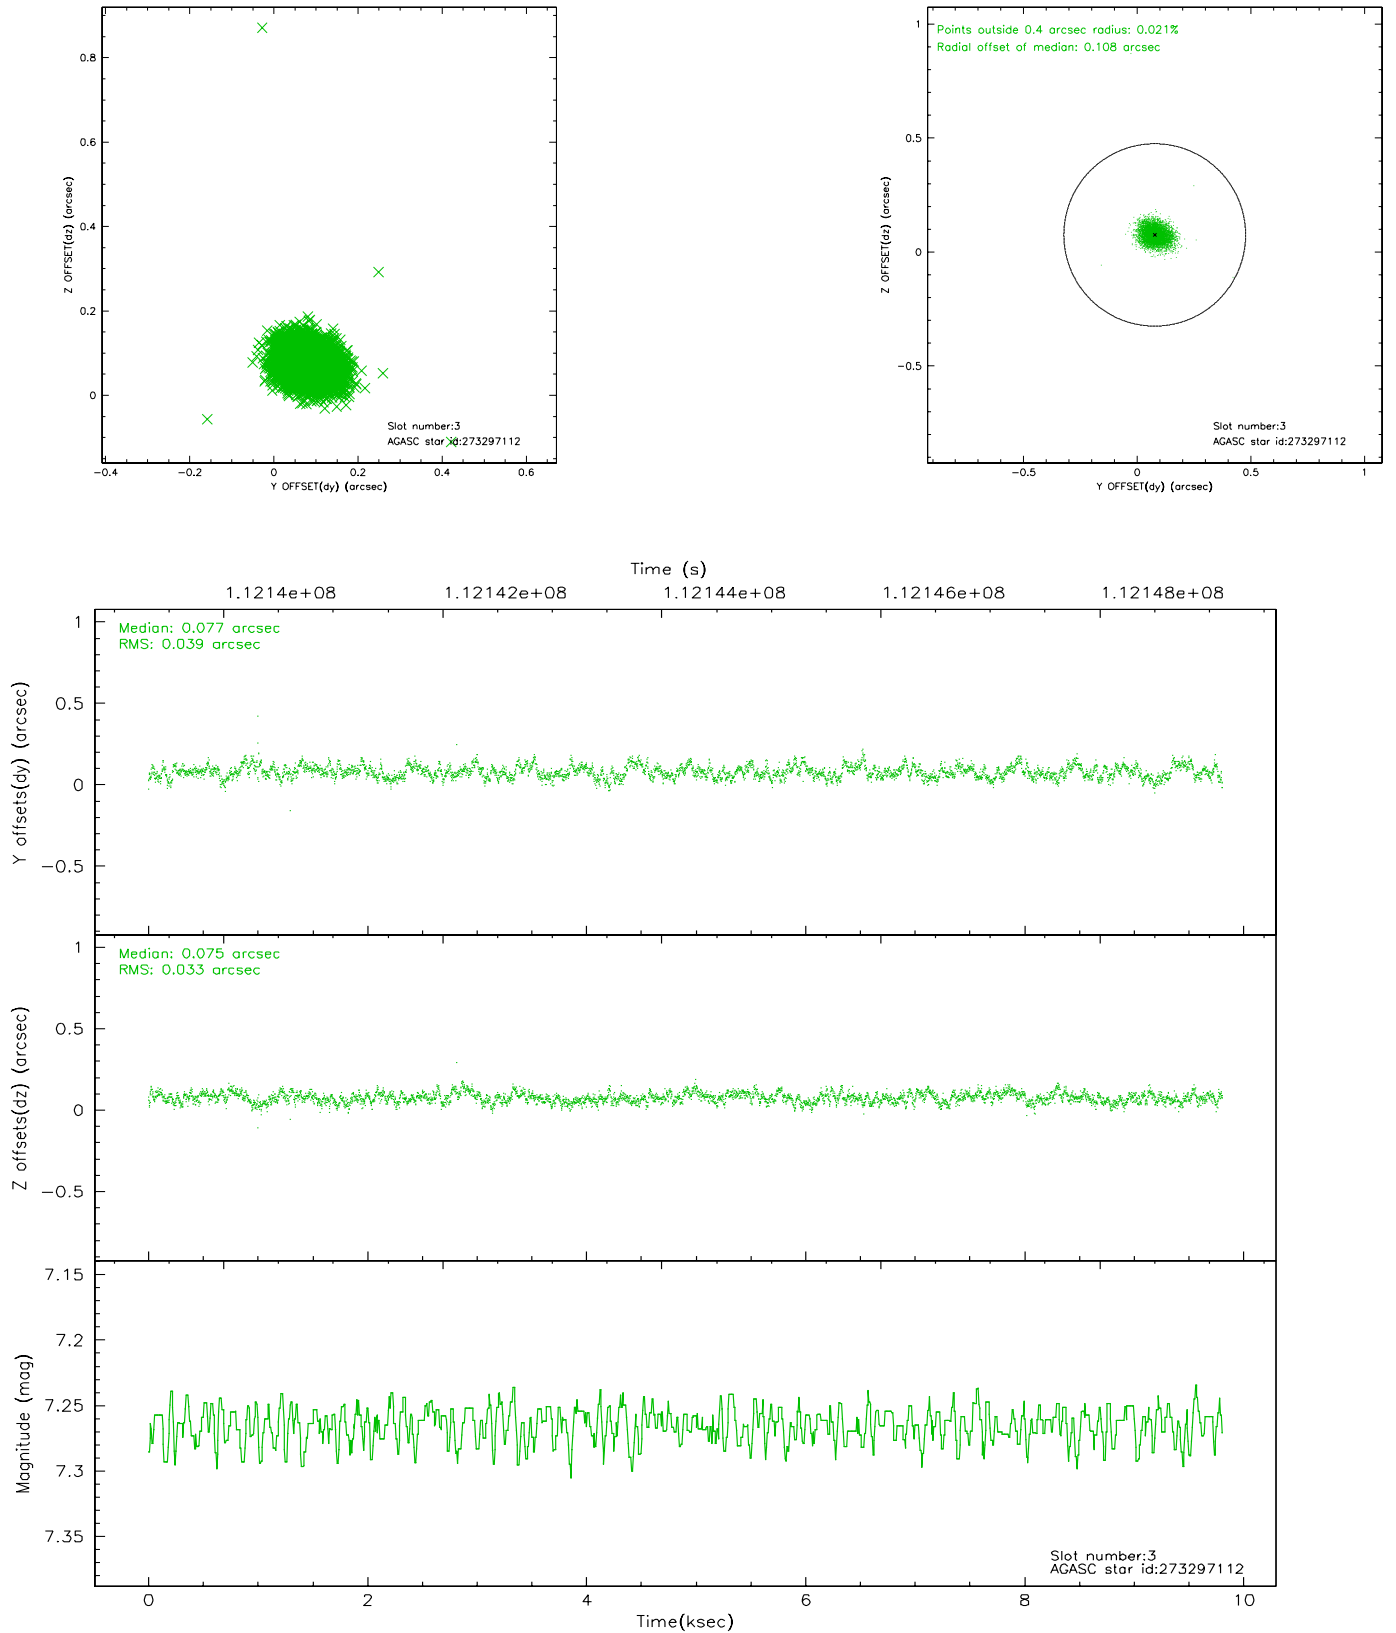 0.8
0.6
0.4
0.2
0
Z OFFSET(dz) (arcsec)
Slot number:3
AGASC star id:273297112
−0.4 −0.2 0 0.2 0.4 0.6
Y OFFSET(dy) (arcsec)
Points outside 0.4 arcsec radius: 0.021%
Radial offset of median: 0.108 arcsec
1
0.5
0
−0.5
Z OFFSET(dz) (arcsec)
Slot number:3
AGASC star id:273297112
−0.5 0 0.5 1
Y OFFSET(dy) (arcsec)
Time (s)
1.1214e+08 1.12142e+08 1.12144e+08 1.12146e+08 1.12148e+08
Median: 0.077 arcsec
RMS: 0.039 arcsec
1
0.5
0
−0.5
Y offsets(dy) (arcsec)
Median: 0.075 arcsec
RMS: 0.033 arcsec
1
0.5
0
−0.5
Z offsets(dz) (arcsec)
7.15
7.2
7.25
7.3
7.35
Magnitude (mag)
Slot number:3
AGASC star id:273297112
0 2 4 6 8 10
Time(ksec)